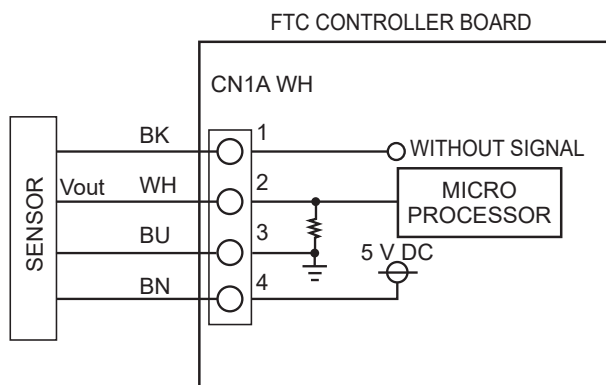 FTC CONTROLLER BOARD
CN1A WH
BK
1
WITHOUT SIGNAL
Vout
WH
2
MICRO
PROCESSOR
SENSOR
BU
3
5 V DC
BN
4